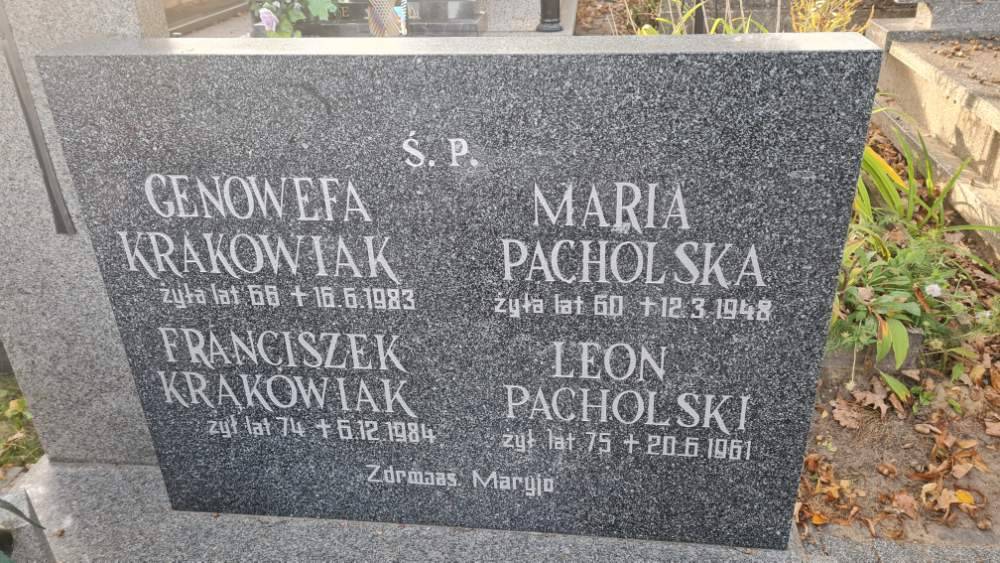 Ś. P.
GENOWEFA
KRAKOWIAK
żyła lat 66 + 16.6.1983
FRANCISZEK
KRAKOWIAK
żył lat 74 + 6.12.1984
MARIA
PACHOLSKA
żyła lat 60 + 12.3.1948
LEON
PACHOLSKI
żył lat 75 + 20.6.1961
Zdrmaaś. Maryjo